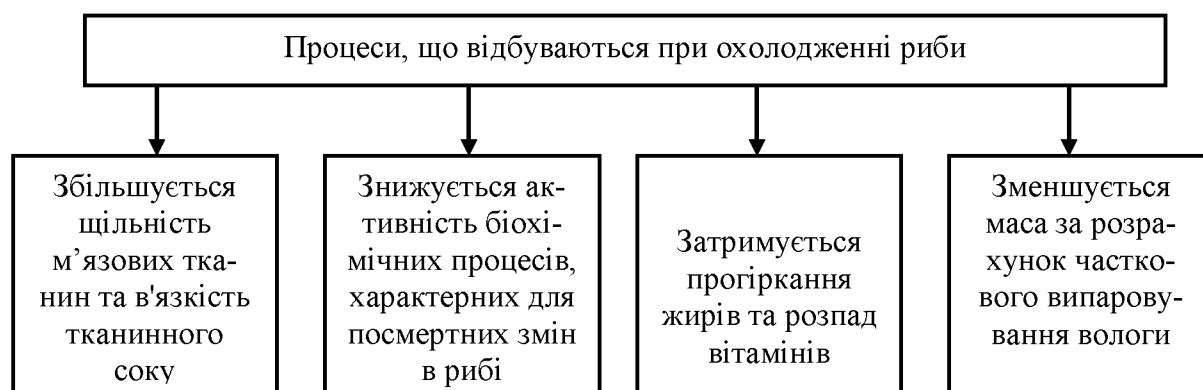 Процеси, що відбуваються при охолодженні риби
Збільшується
щільність
м’язових тка-
нин та в'язкість
тканинного
соку
Знижується ак-
тивність біохі-
мічних процесів,
характерних для
посмертних змін
в рибі
Затримується
прогіркання
жирів та розпад
вітамінів
Зменшується
маса за розра-
хунок частко-
вого випарову-
вання вологи